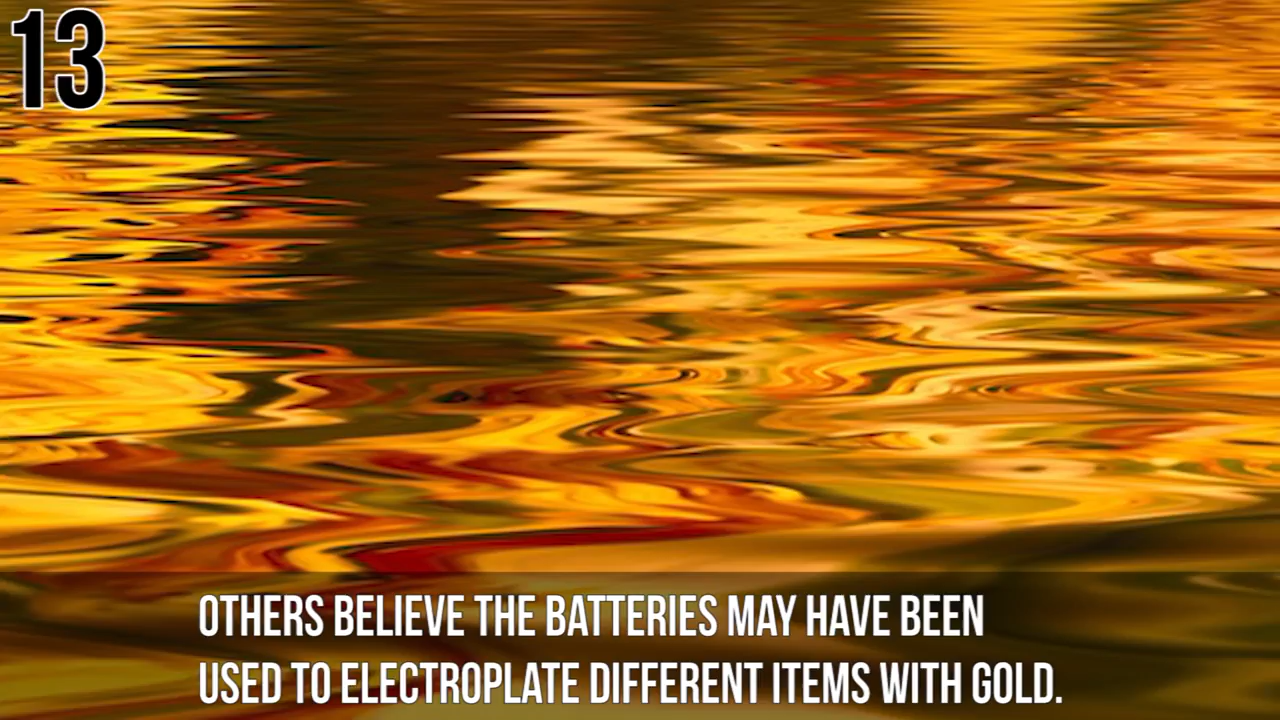 13
OTHERS BELIEVE THE BATTERIES MAY HAVE BEEN
USED TO ELECTROPLATE DIFFERENT ITEMS WITH GOLD.